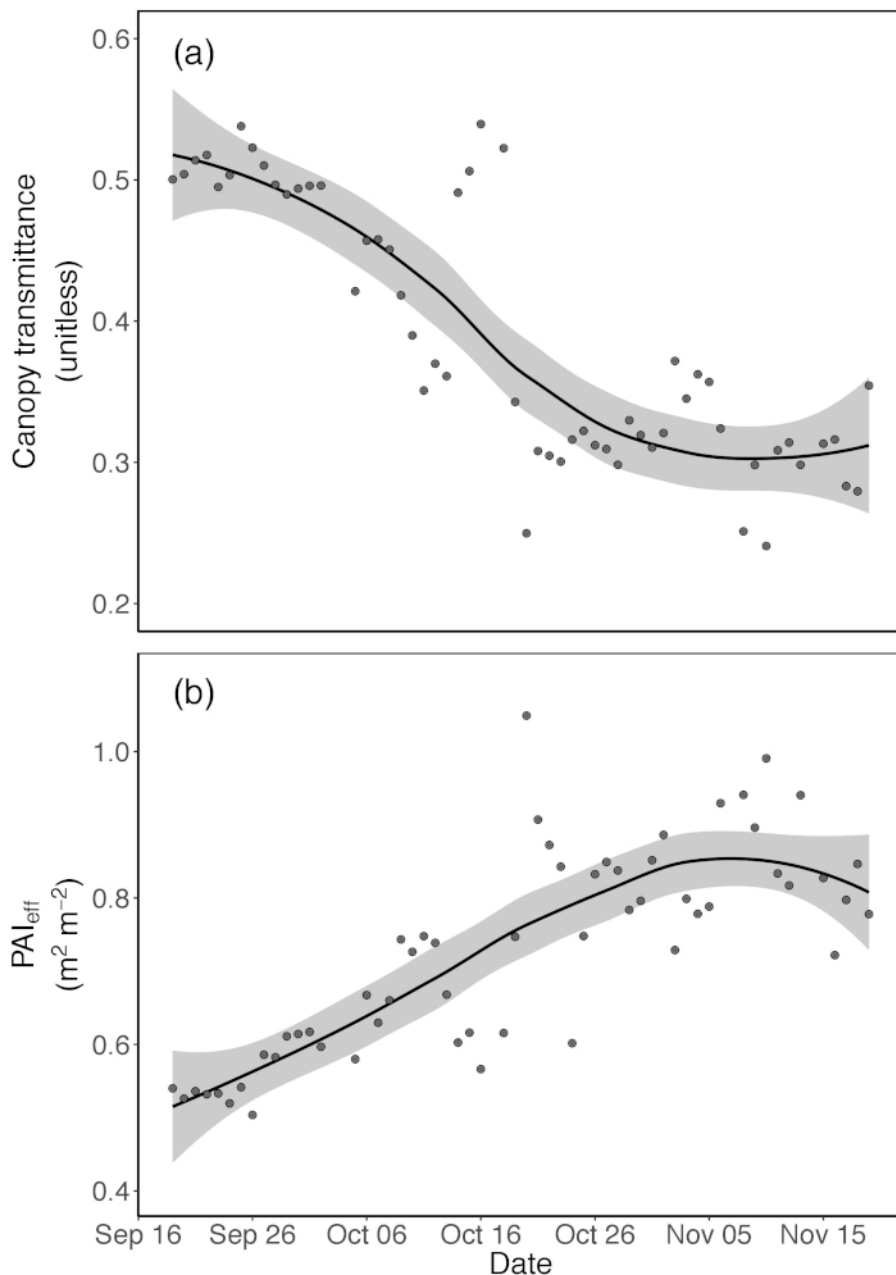 (a)
0.6
0.5
0.4
0.3
0.2
Canopy transmittance
(unitless)
(b)
1.0
0.8
0.6
0.4
PAI_eff
(m² m⁻²)
Sep 16 Sep 26 Oct 06 Oct 16 Oct 26 Nov 05 Nov 15
Date